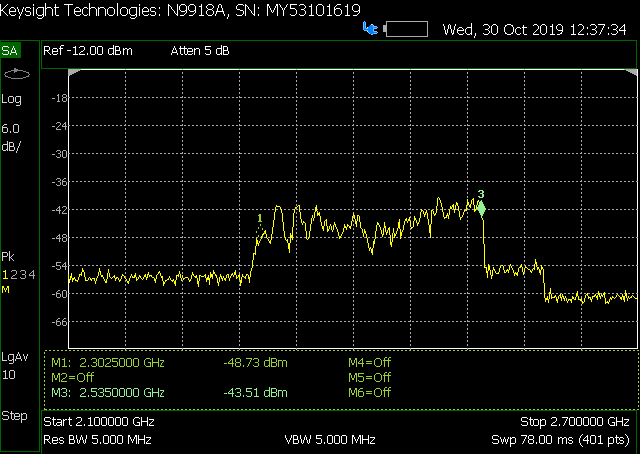 Keysight Technologies: N9918A, SN: MY53101619
Wed, 30 Oct 2019 12:37:34
SA
Ref -12.00 dBm Atten 5 dB
Log
6.0
dB/
-18
-24
-30
-36
-42
-48
-54
-60
-66
1
3
Pk
1 2 3 4
M
LgAv
10
Step
M1: 2.3025000 GHz -48.73 dBm M4=Off
M2=Off M5=Off
M3: 2.5350000 GHz -43.51 dBm M6=Off
Start 2.100000 GHz Stop 2.700000 GHz
Res BW 5.000 MHz VBW 5.000 MHz Swp 78.00 ms (401 pts)